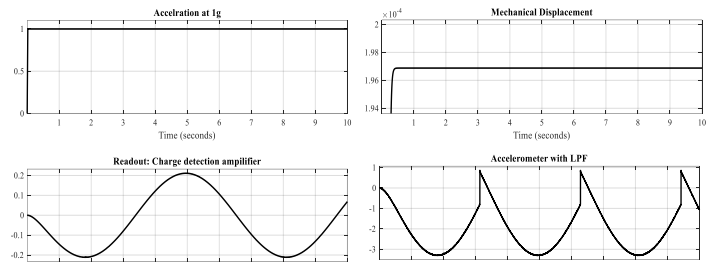 Accelration at 1g
1
0.5
0
1 2 3 4 5 6 7 8 9 10
Time (seconds)
×10⁻⁴
Mechanical Displacement
2
1.98
1.96
1.94
1 2 3 4 5 6 7 8 9 10
Time (seconds)
Readout: Charge detection ampilifier
0.2
0.1
0
-0.1
-0.2
Accelerometer with LPF
1
0
-1
-2
-3